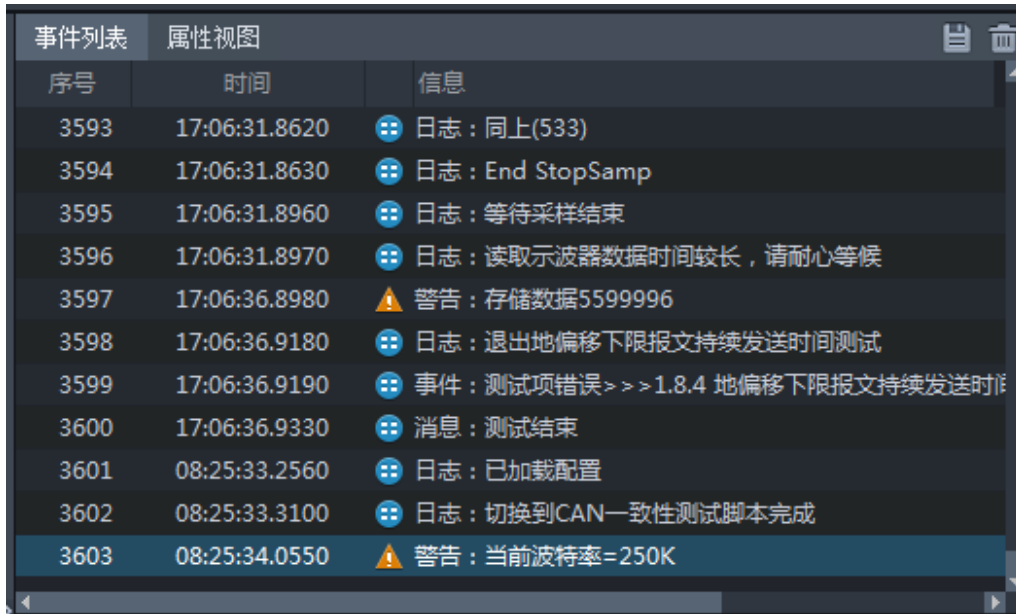 事件列表 属性视图
序号 时间 信息
3593 17:06:31.8620 日志：同上(533)
3594 17:06:31.8630 日志：End StopSamp
3595 17:06:31.8960 日志：等待采样结束
3596 17:06:31.8970 日志：读取示波器数据时间较长，请耐心等候
3597 17:06:36.8980 警告：存储数据5599996
3598 17:06:36.9180 日志：退出地偏移下限报文持续发送时间测试
3599 17:06:36.9190 事件：测试项错误>>>1.8.4 地偏移下限报文持续发送时间
3600 17:06:36.9330 消息：测试结束
3601 08:25:33.2560 日志：已加载配置
3602 08:25:33.3100 日志：切换到CAN一致性测试脚本完成
3603 08:25:34.0550 警告：当前波特率=250K